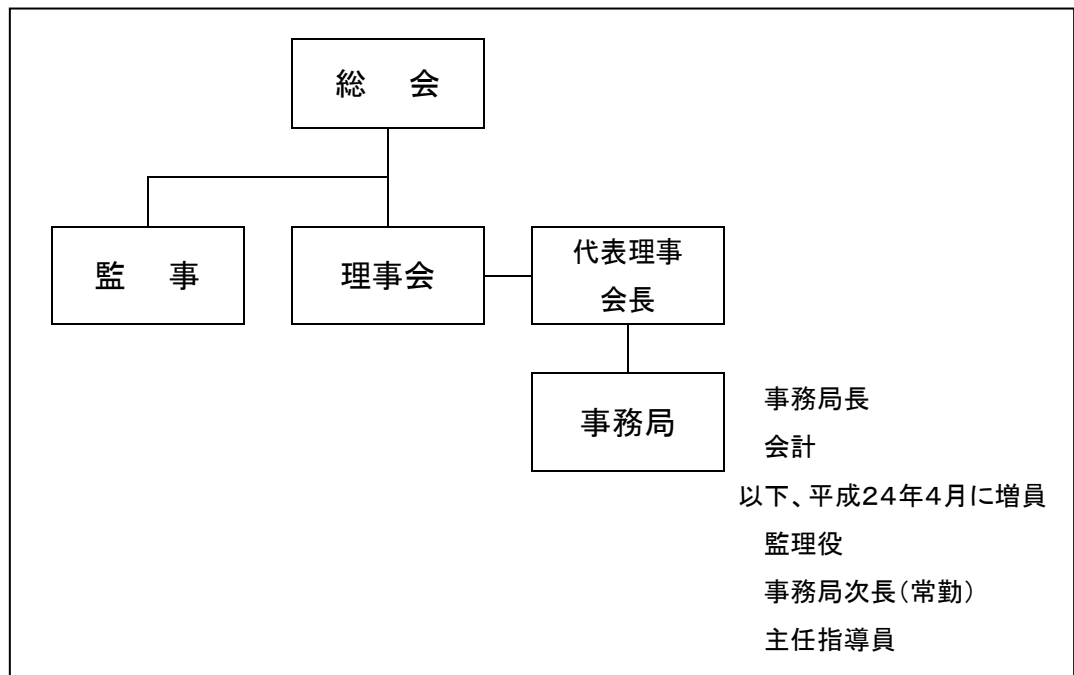 総　会
監　事
理事会
代表理事
会長
事務局
事務局長
会計
以下、平成24年4月に増員
監理役
事務局次長（常勤）
主任指導員